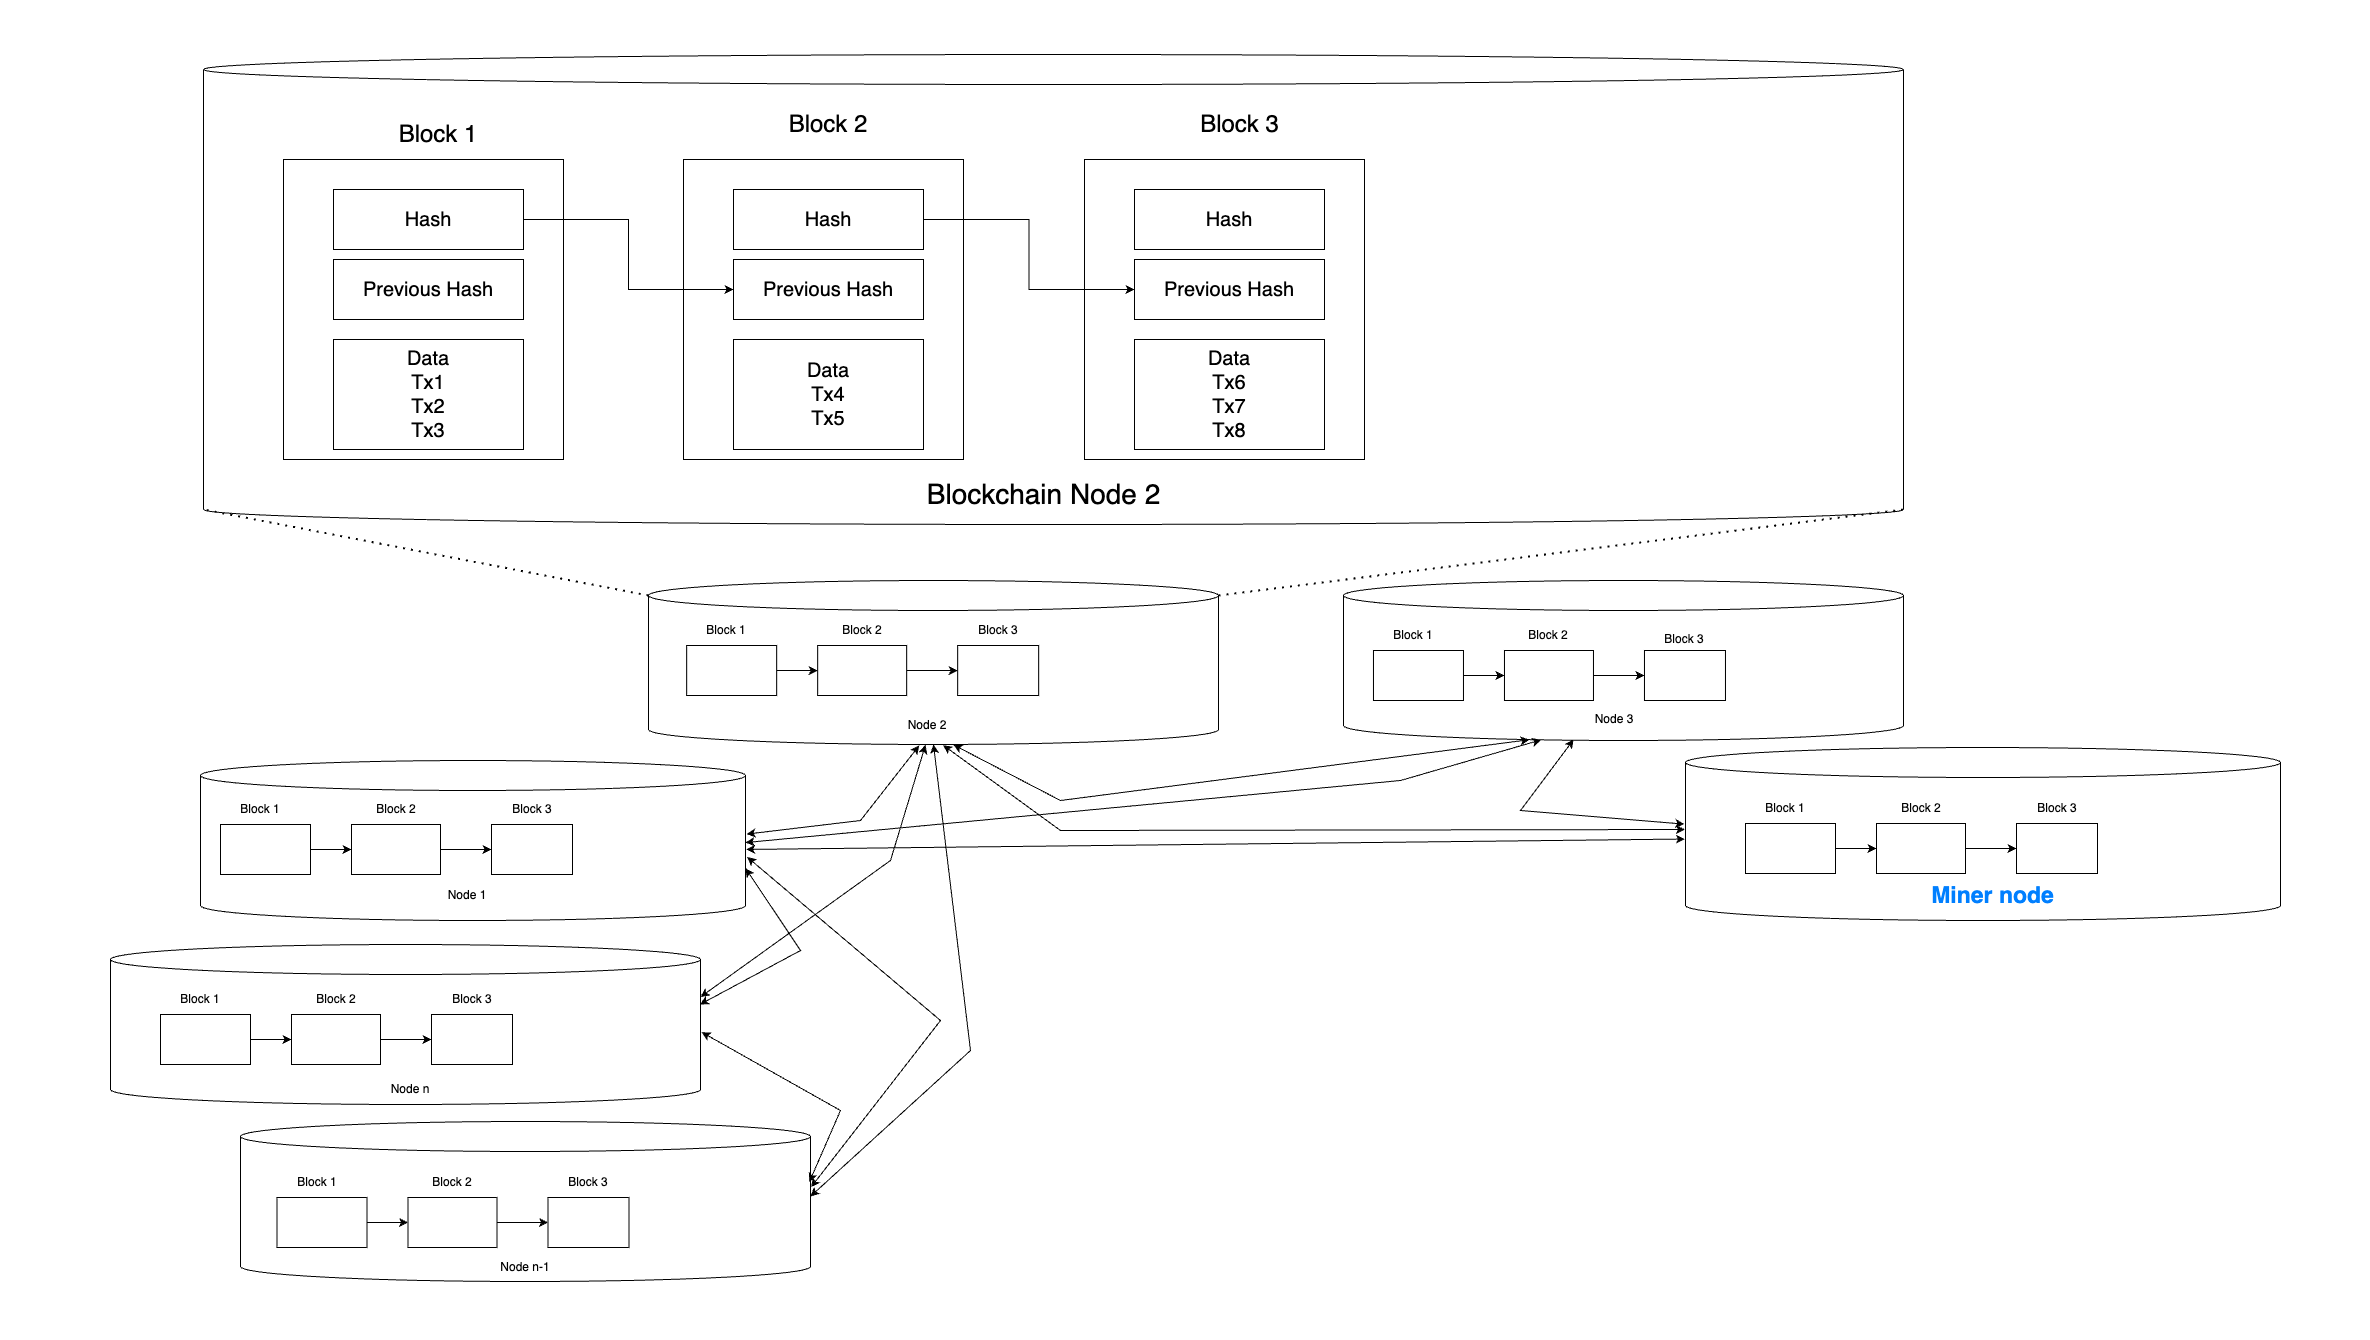 Block 1
Block 2
Block 3
Hash
Hash
Hash
Previous Hash
Previous Hash
Previous Hash
Data
Tx1
Tx2
Tx3
Data
Tx4
Tx5
Data
Tx6
Tx7
Tx8
Blockchain Node 2
Block 1
Block 2
Block 3
Node 2
Block 1
Block 2
Block 3
Node 3
Block 1
Block 2
Block 3
Node 1
Block 1
Block 2
Block 3
Miner node
Block 1
Block 2
Block 3
Node n
Block 1
Block 2
Block 3
Node n-1